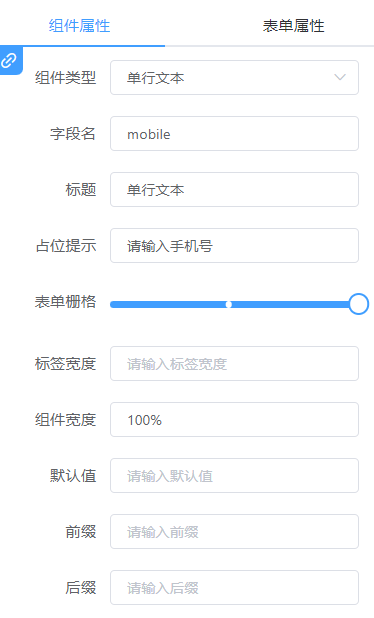 组件属性 表单属性
组件类型 单行文本
字段名 mobile
标题 单行文本
占位提示 请输入手机号
表单栅格
标签宽度 请输入标签宽度
组件宽度 100%
默认值 请输入默认值
前缀 请输入前缀
后缀 请输入后缀